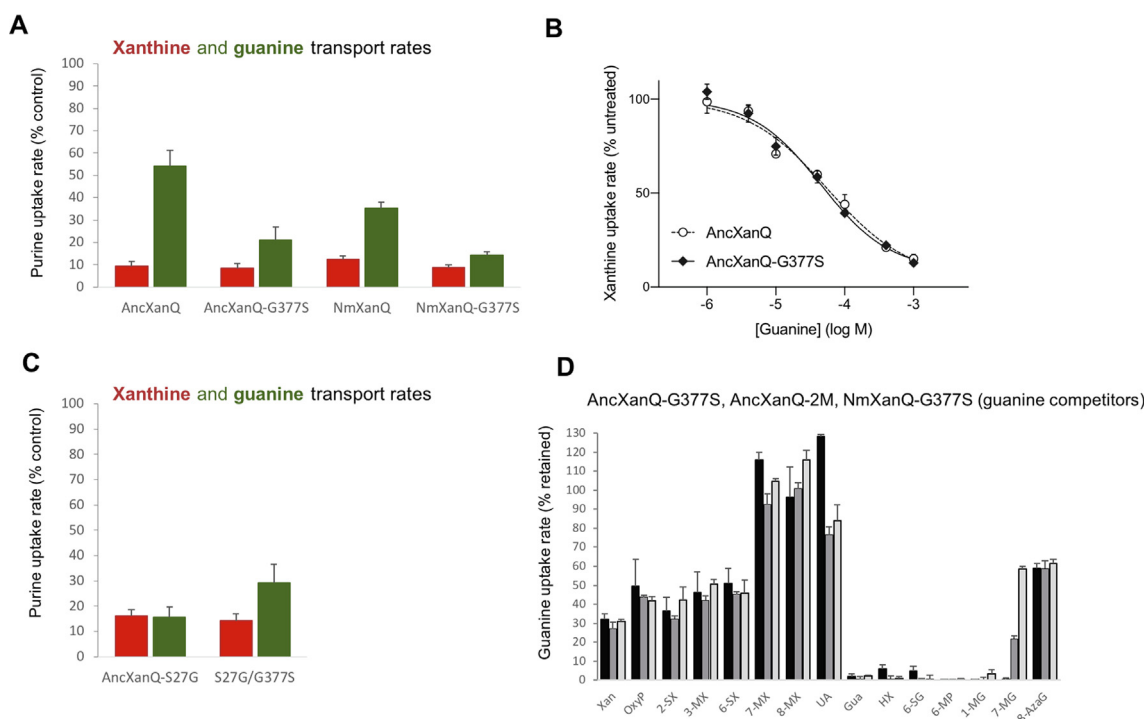 A
Xanthine and guanine transport rates
Purine uptake rate (% control)
100
90
80
70
60
50
40
30
20
10
0
AncXanQ
AncXanQ-G377S
NmXanQ
NmXanQ-G377S
B
Xanthine uptake rate (% untreated)
100
50
0
AncXanQ
AncXanQ-G377S
-6
-5
-4
-3
[Guanine] (log M)
C
Xanthine and guanine transport rates
Purine uptake rate (% control)
100
90
80
70
60
50
40
30
20
10
0
AncXanQ-S27G
S27G/G377S
D
AncXanQ-G377S, AncXanQ-2M, NmXanQ-G377S (guanine competitors)
Guanine uptake rate (% retained)
130
120
110
100
90
80
70
60
50
40
30
20
10
0
Xan
OxyP
2-SX
3-MX
6-SX
7-MX
8-MX
UA
Gua
HX
6-SG
6-MP
1-MG
7-MG
8-AzaG